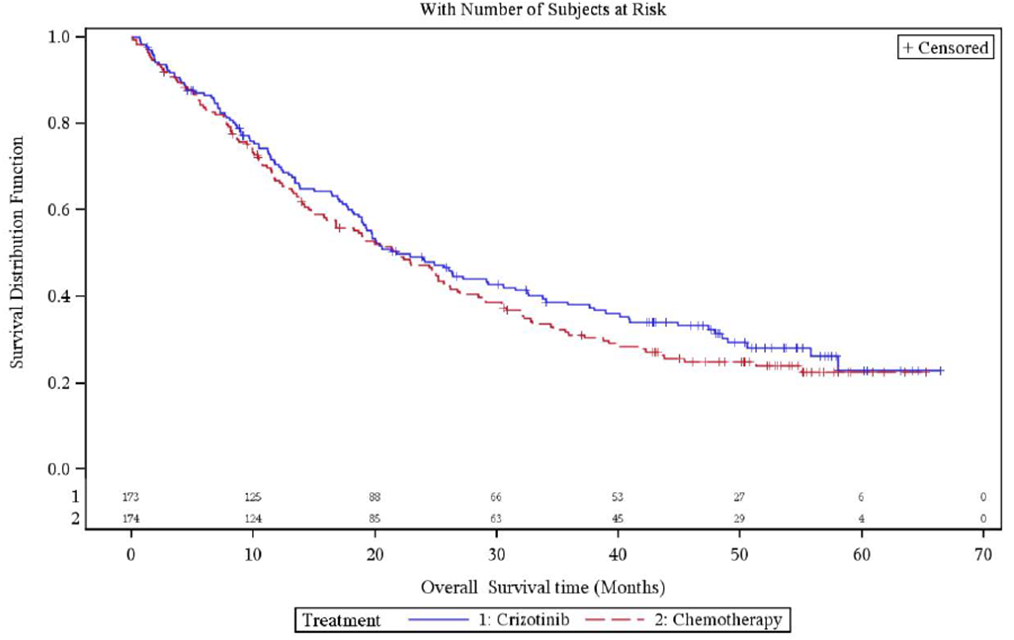 With Number of Subjects at Risk
+ Censored
Survival Distribution Function
1.0
0.8
0.6
0.4
0.2
0.0
1 173 125 88 66 53 27 6 0
2 174 124 85 63 45 29 4 0
0 10 20 30 40 50 60 70
Overall Survival time (Months)
Treatment 1: Crizotinib 2: Chemotherapy